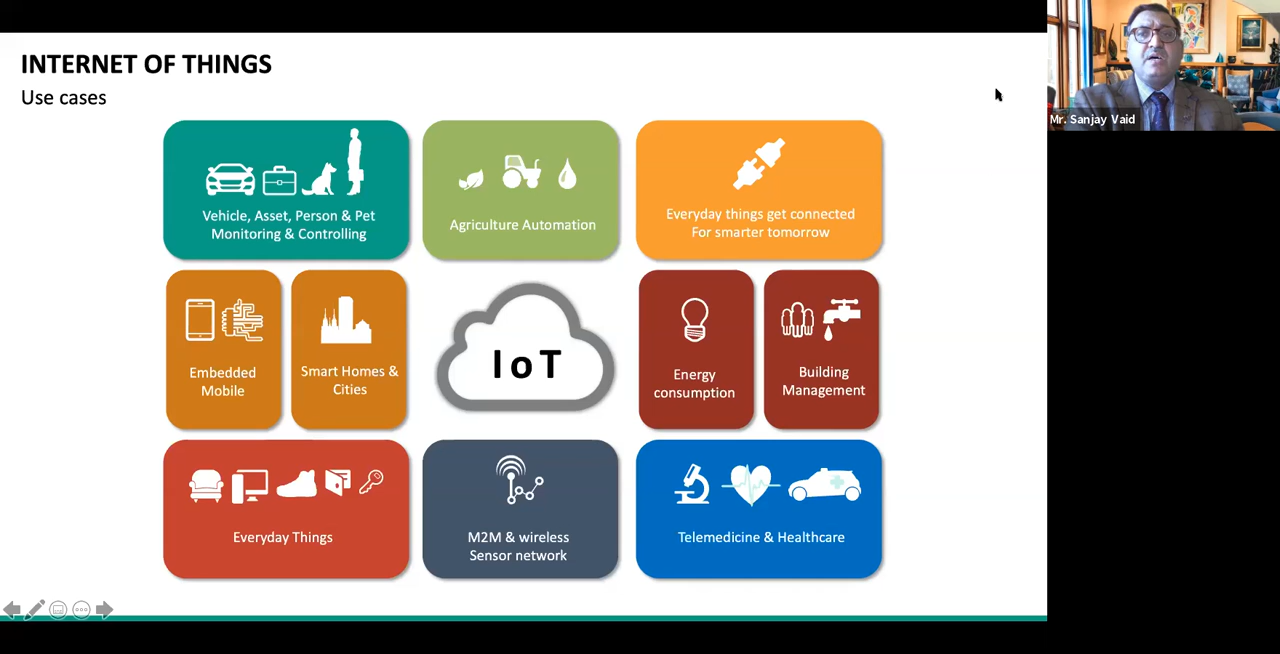 INTERNET OF THINGS
Use cases
Mr. Sanjay Vaid
Vehicle, Asset, Person & Pet
Monitoring & Controlling
Agriculture Automation
Everyday things get connected
For smarter tomorrow
Embedded
Mobile
Smart Homes &
Cities
IoT
Energy
consumption
Building
Management
Everyday Things
M2M & wireless
Sensor network
Telemedicine & Healthcare